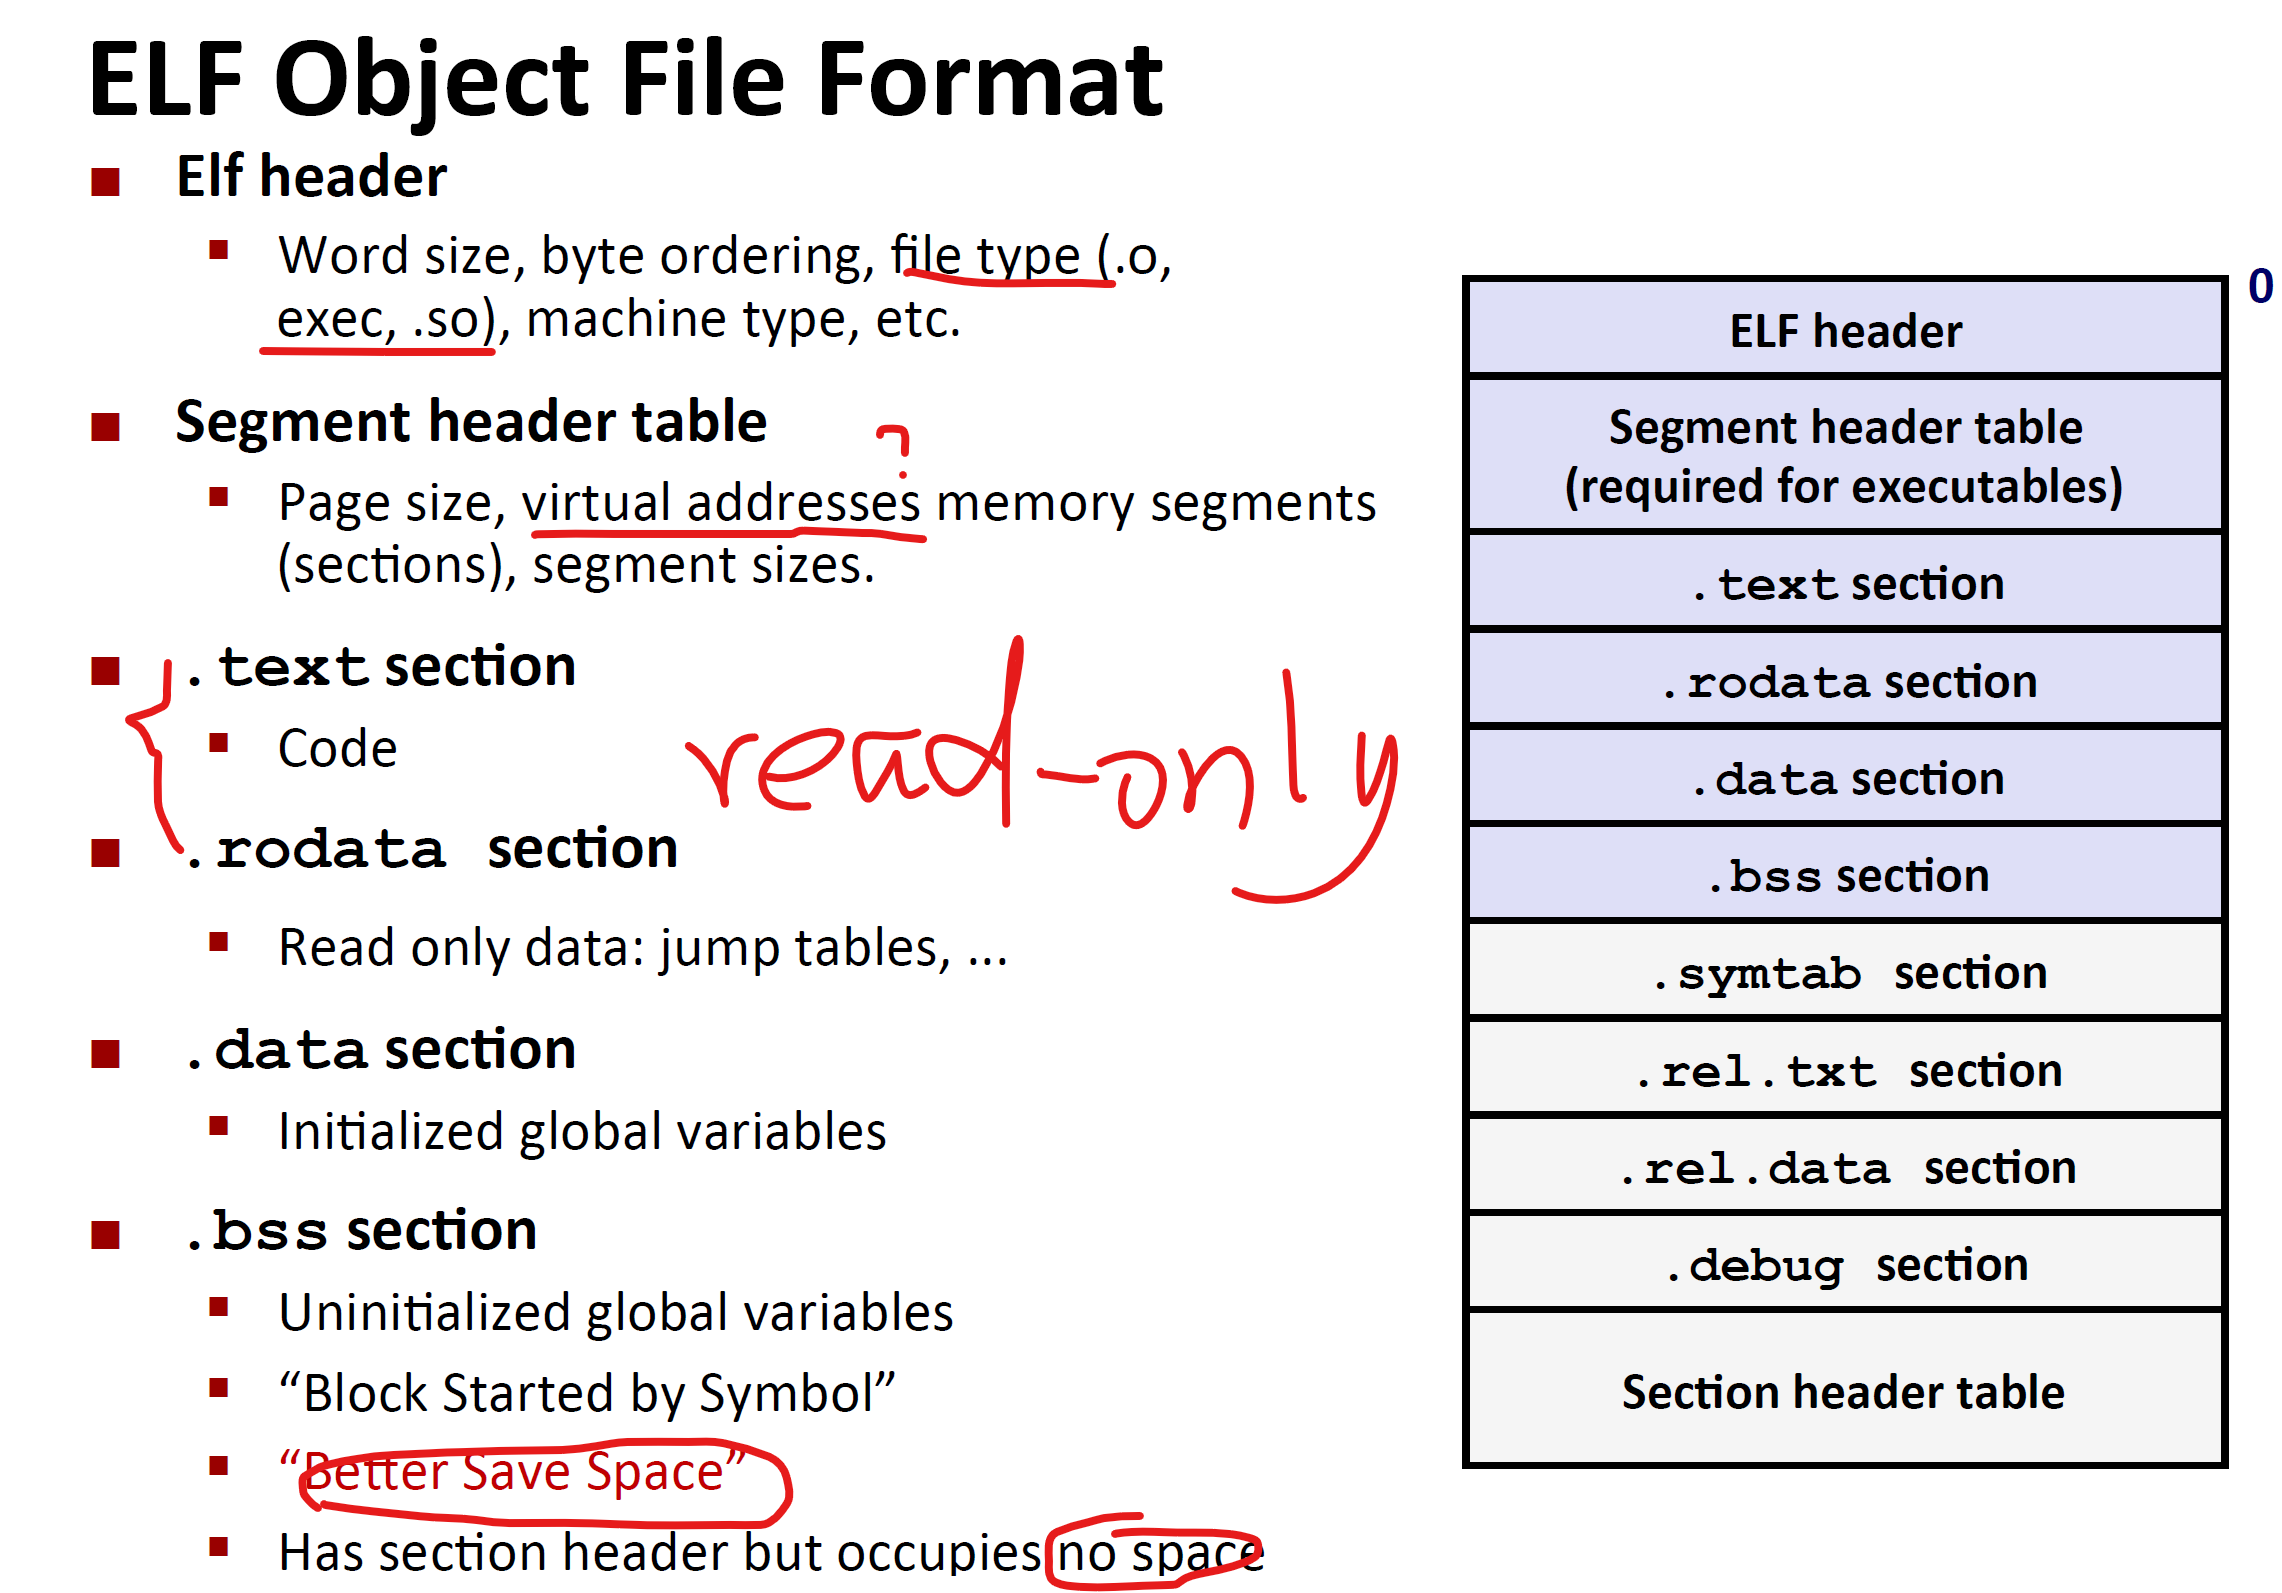 ELF Object File Format
Elf header
Word size, byte ordering, file type (.o,
exec, .so), machine type, etc.
Segment header table
?
Page size, virtual addresses memory segments
(sections), segment sizes.
.text section
Code
read-only
.rodata section
Read only data: jump tables, ...
.data section
Initialized global variables
.bss section
Uninitialized global variables
“Block Started by Symbol”
“Better Save Space”
Has section header but occupies no space
0
ELF header
Segment header table
(required for executables)
.text section
.rodata section
.data section
.bss section
.symtab section
.rel.txt section
.rel.data section
.debug section
Section header table